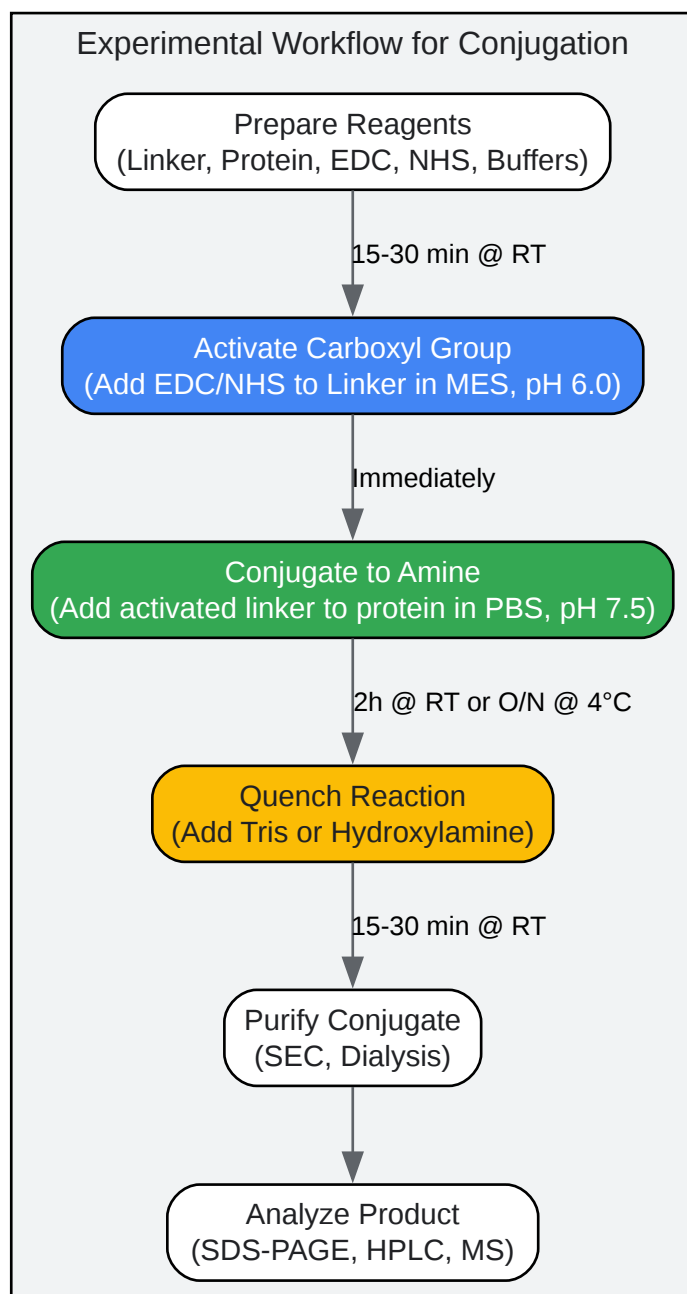 Experimental Workflow for Conjugation
Prepare Reagents
(Linker, Protein, EDC, NHS, Buffers)
15-30 min @ RT
Activate Carboxyl Group
(Add EDC/NHS to Linker in MES, pH 6.0)
Immediately
Conjugate to Amine
(Add activated linker to protein in PBS, pH 7.5)
2h @ RT or O/N @ 4°C
Quench Reaction
(Add Tris or Hydroxylamine)
15-30 min @ RT
Purify Conjugate
(SEC, Dialysis)
Analyze Product
(SDS-PAGE, HPLC, MS)